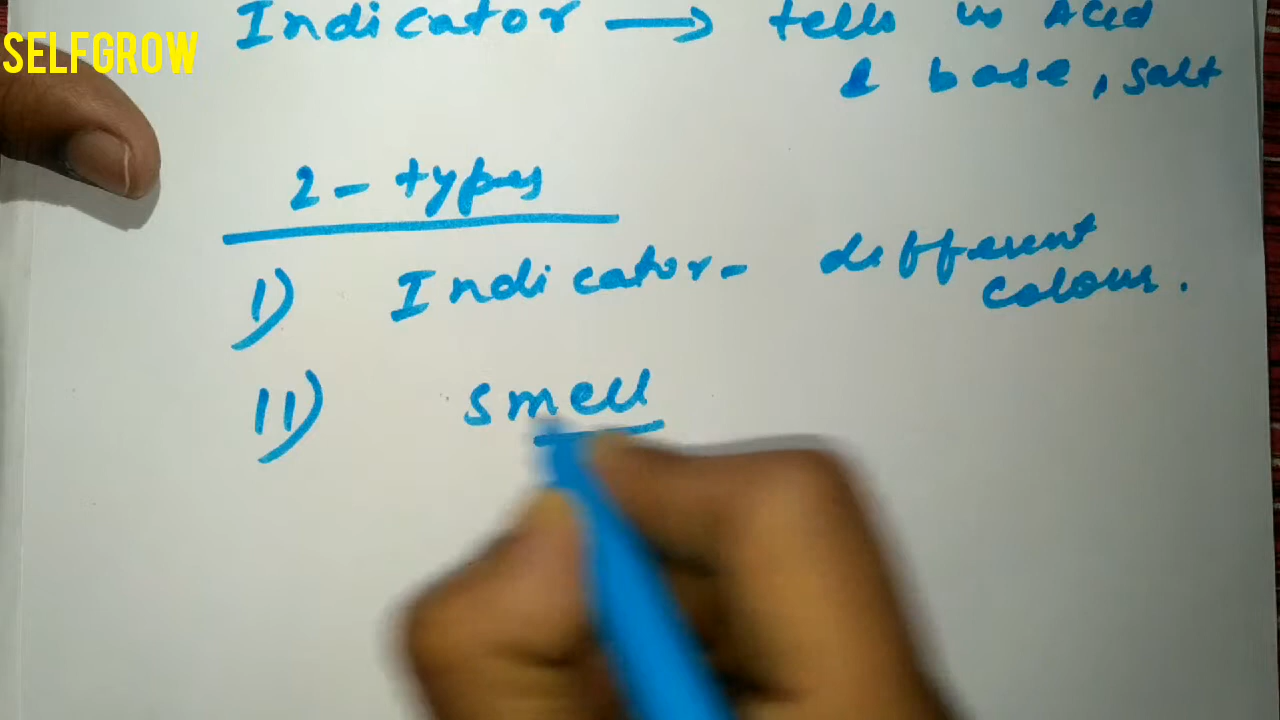 SELFGROW
Indicator → tells us Acid
& base, salt
2 - types
I) Indicator - different
colour.
II) smell